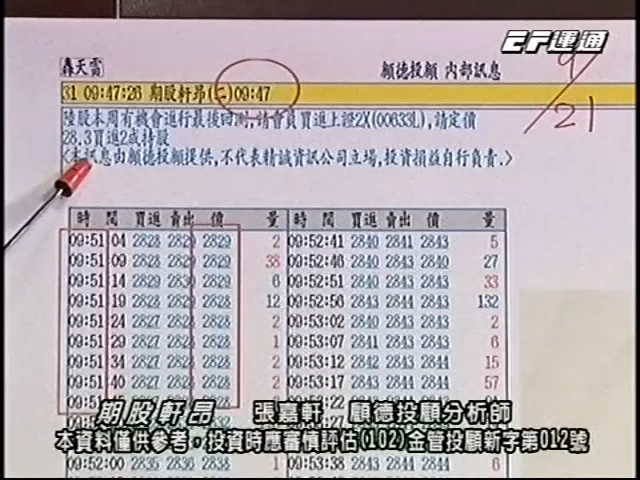 EF運通
轟天雷
顧德投顧 內部訊息
9/21
31 09:47:26 期股軒昂(二)09:47
陸股本周有機會進行最後回測,請會員買進上證2X(00633L),請定價
28.3買進2成持股
<本訊息由顧德投顧提供,不代表精誠資訊公司立場,投資損益自行負責.>
時 間 買進 賣出 價 量 時 間 買進 賣出 價 量
09:51 04 2828 2829 2829 2 09:52:41 2840 2841 2843 5
09:51 09 2828 2829 2829 38 09:52:46 2840 2843 2840 27
09:51 14 2829 2830 2829 6 09:52:51 2840 2843 2843 33
09:51 19 2828 2829 2828 12 09:52:56 2843 2844 2843 132
09:51 24 2827 2828 2828 2 09:53:02 2840 2843 2843 2
09:51 29 2827 2828 2828 1 09:53:07 2841 2843 2843 6
09:51 34 2827 2828 2828 2 09:53:12 2842 2843 2844 15
09:51 40 2827 2828 2828 2 09:53:17 2843 2844 2844 57
期股軒昂 張嘉軒 顧德投顧分析師
本資料僅供參考,投資時應審慎評估(102)金管投顧新字第012號
09:52:00 2835 2836 2838 1 09:53:38 2843 2844 2844 6